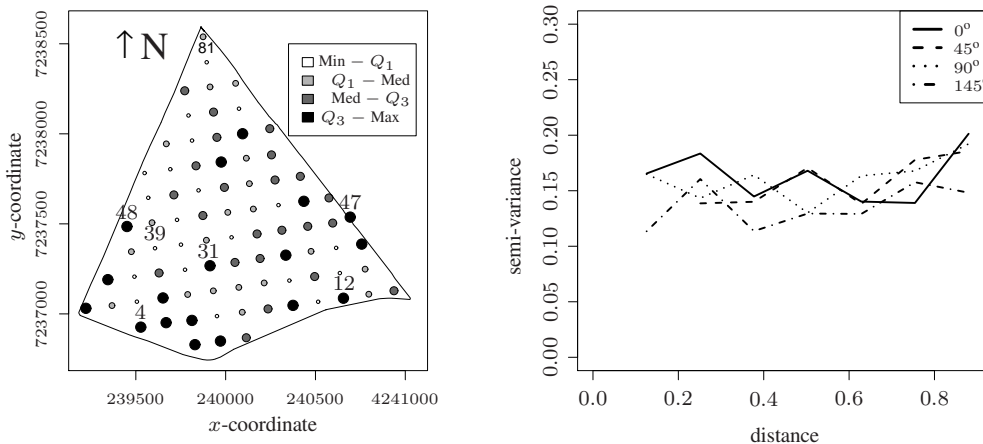 ↑N
81
Min − Q1
Q1 − Med
Med − Q3
Q3 − Max
7238500
7238000
7237500
7237000
y-coordinate
48
39
31
47
12
4
239500 240000 240500 4241000
x-coordinate
0°
45°
90°
145°
0.30
0.25
0.20
0.15
0.10
0.05
0.00
semi-variance
0.0 0.2 0.4 0.6 0.8
distance